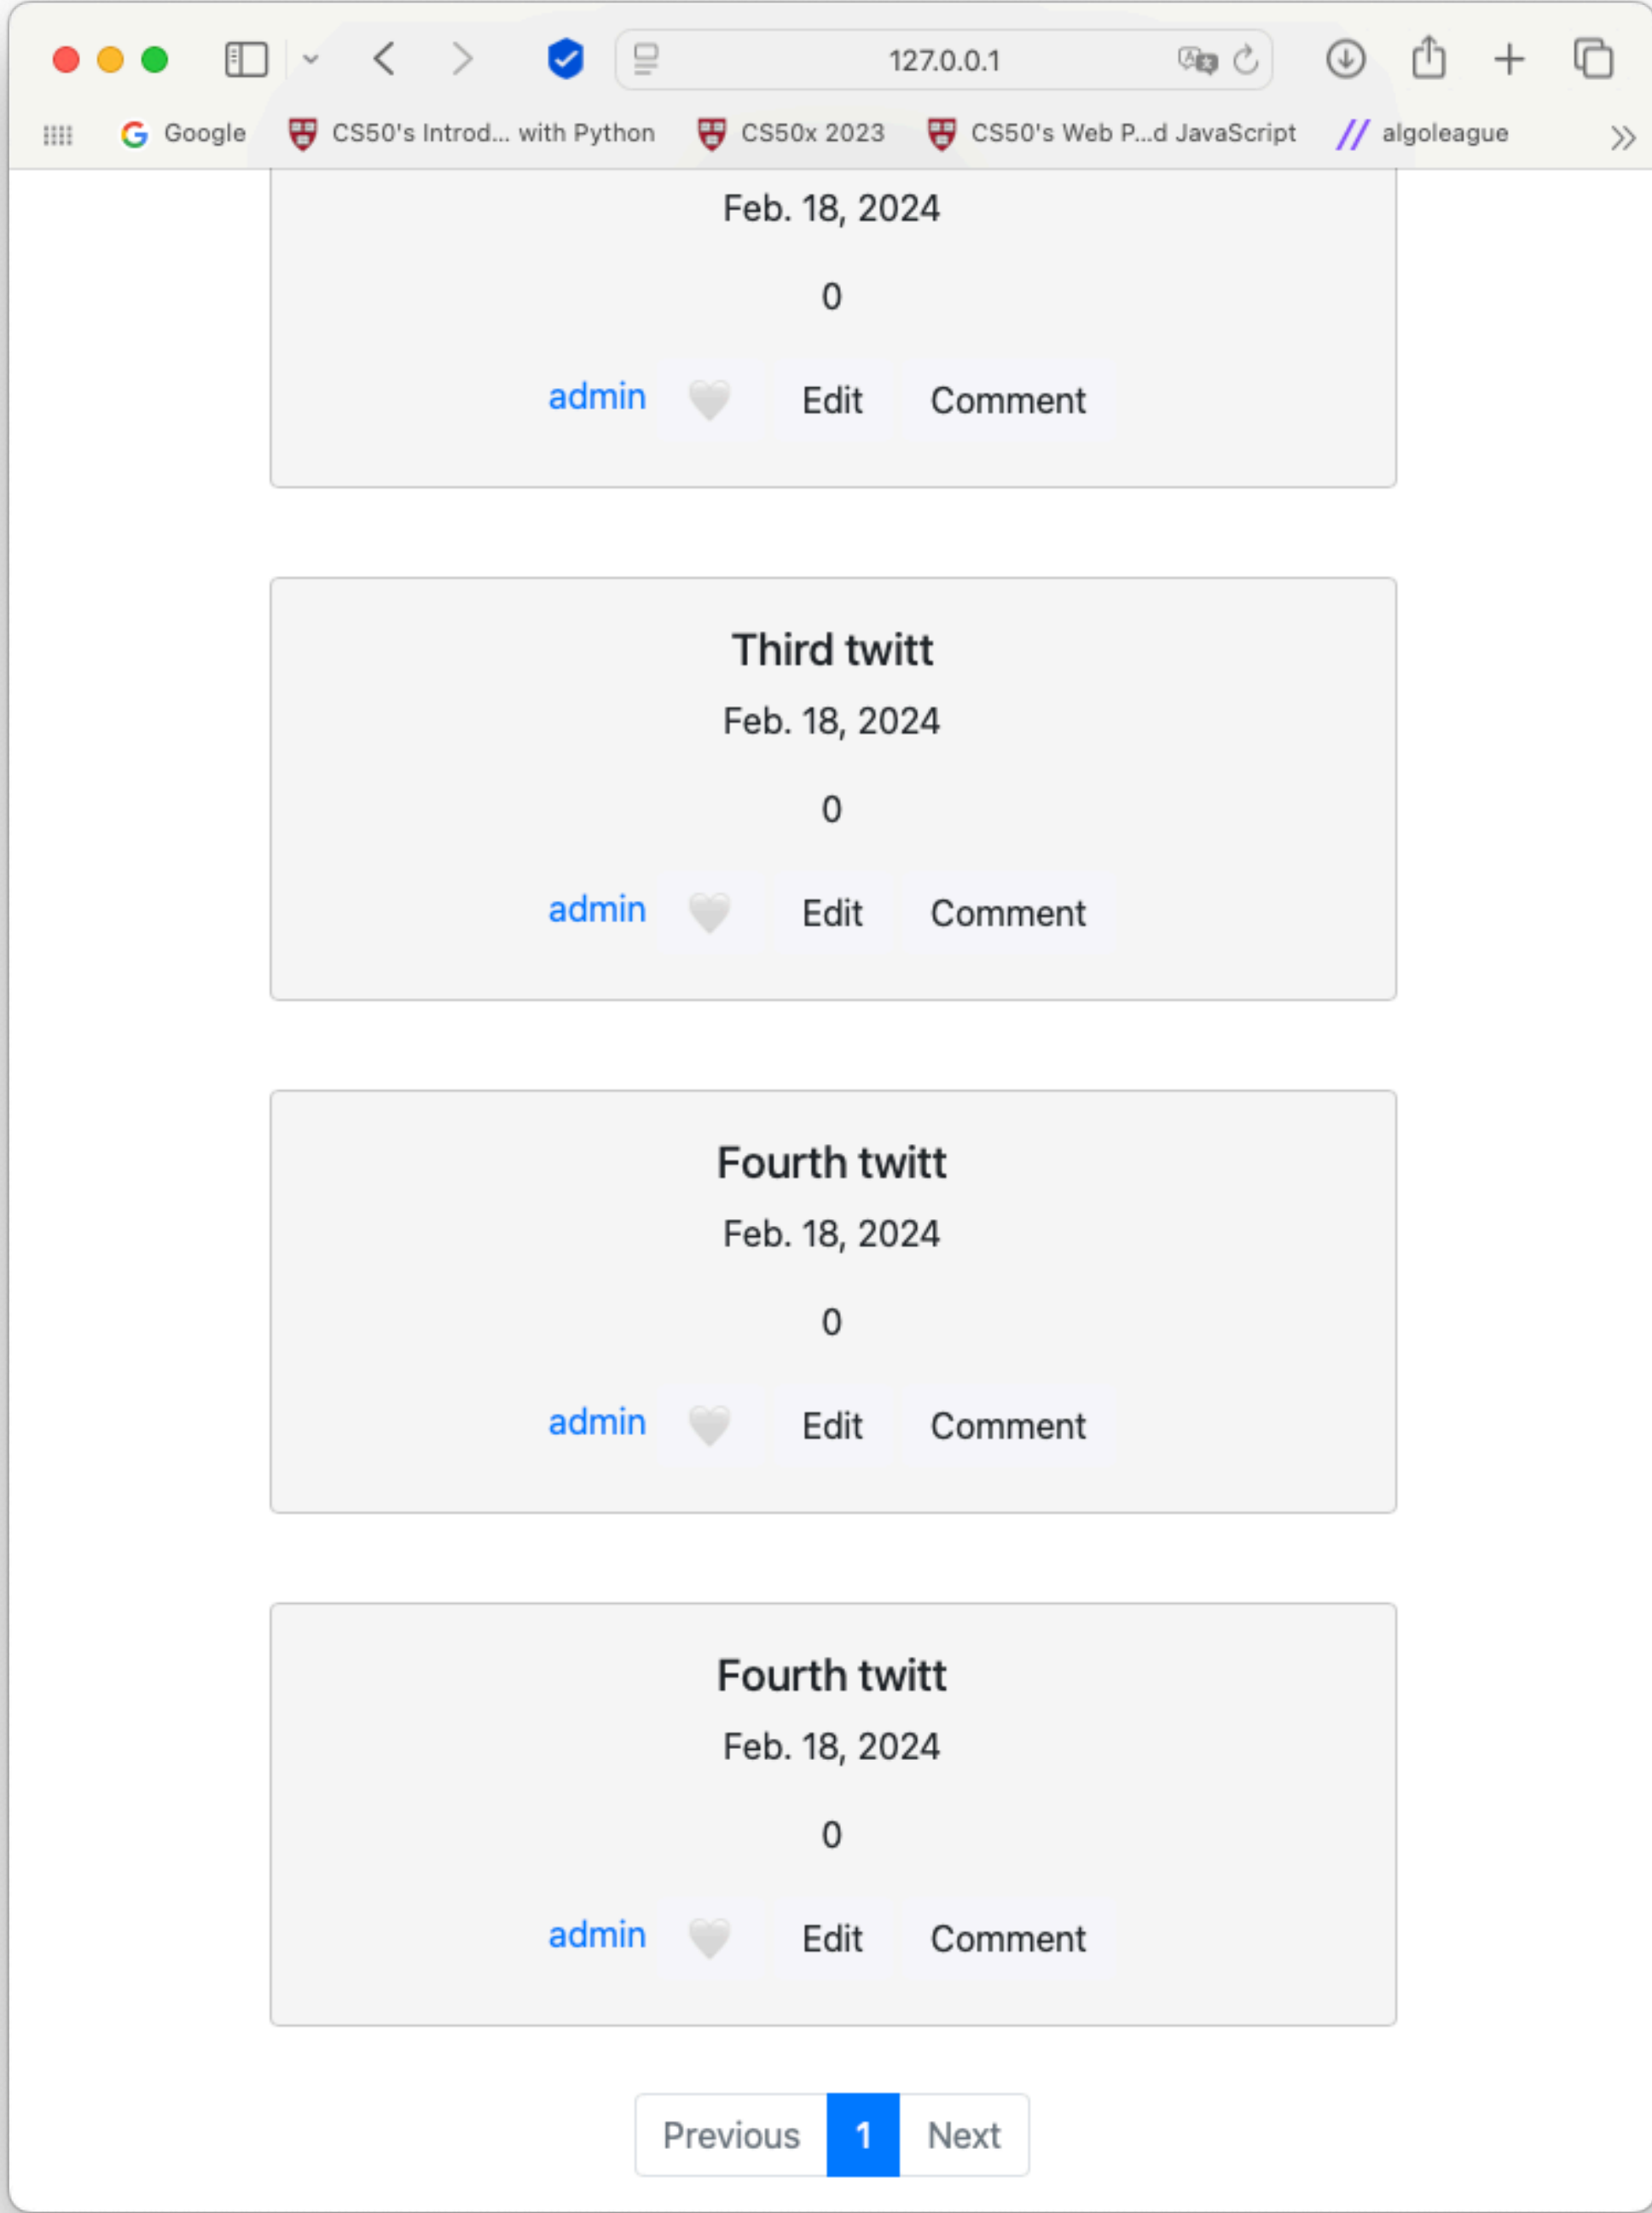 127.0.0.1
Google CS50's Introd... with Python CS50x 2023 CS50's Web P...d JavaScript algoleague
Feb. 18, 2024
0
admin Edit Comment
Third twitt
Feb. 18, 2024
0
admin Edit Comment
Fourth twitt
Feb. 18, 2024
0
admin Edit Comment
Fourth twitt
Feb. 18, 2024
0
admin Edit Comment
Previous 1 Next